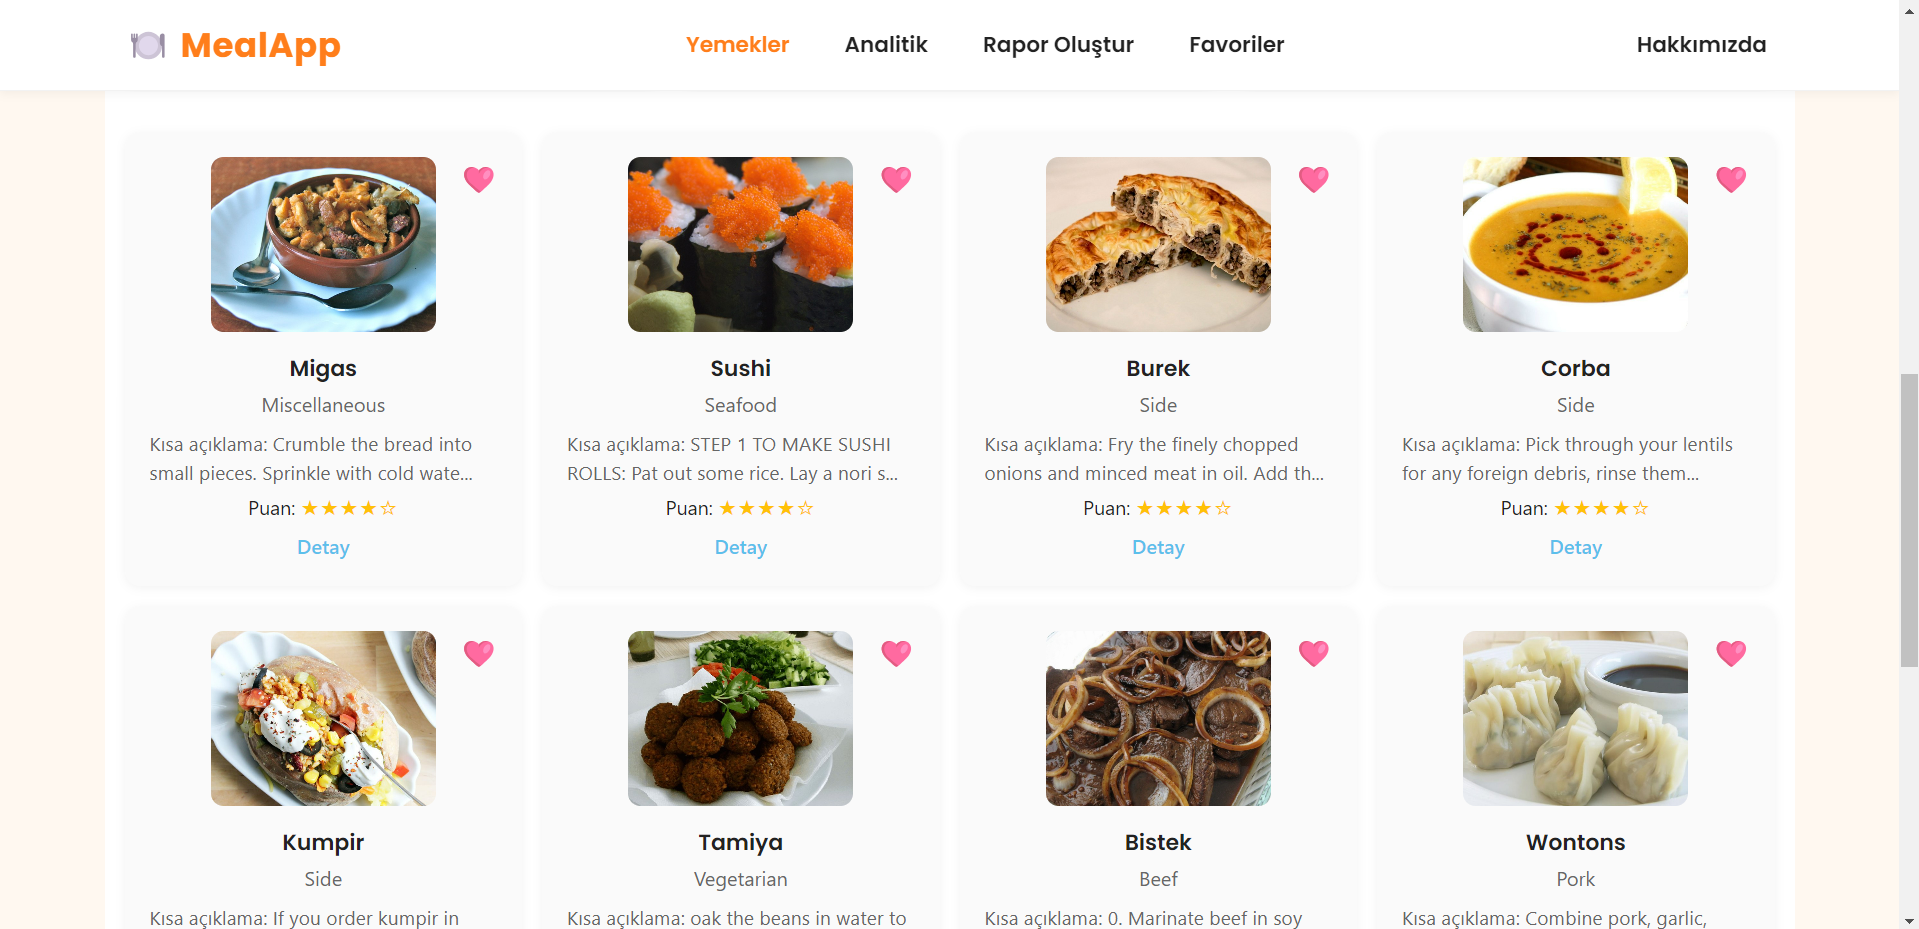 MealApp
Yemekler Analitik Rapor Oluştur Favoriler Hakkımızda
Migas
Miscellaneous
Kısa açıklama: Crumble the bread into
small pieces. Sprinkle with cold wate...
Puan: ★★★★☆
Detay
Sushi
Seafood
Kısa açıklama: STEP 1 TO MAKE SUSHI
ROLLS: Pat out some rice. Lay a nori s...
Puan: ★★★★☆
Detay
Burek
Side
Kısa açıklama: Fry the finely chopped
onions and minced meat in oil. Add th...
Puan: ★★★★☆
Detay
Corba
Side
Kısa açıklama: Pick through your lentils
for any foreign debris, rinse them...
Puan: ★★★★☆
Detay
Kumpir
Side
Kısa açıklama: If you order kumpir in
Tamiya
Vegetarian
Kısa açıklama: oak the beans in water to
Bistek
Beef
Kısa açıklama: 0. Marinate beef in soy
Wontons
Pork
Kısa açıklama: Combine pork, garlic,